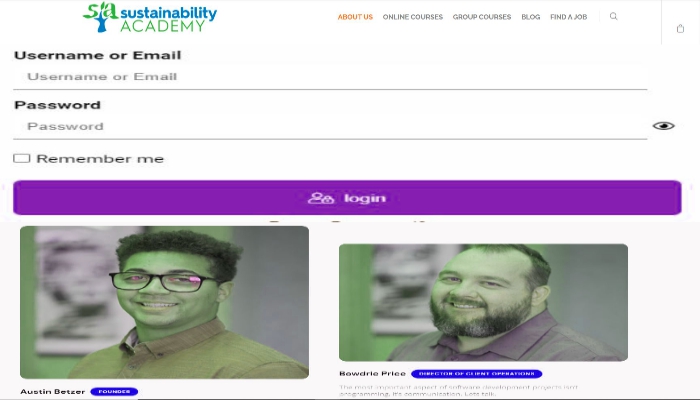 sa sustainability
ACADEMY
ABOUT US ONLINE COURSES GROUP COURSES BLOG FIND A JOB
Username or Email
Username or Email
Password
Password
Remember me
login
Austin Betzer FOUNDER
Bowdrie Price DIRECTOR OF CLIENT OPERATIONS
The most important aspect of software development projects isnt
programming, it's communication. Let's talk.